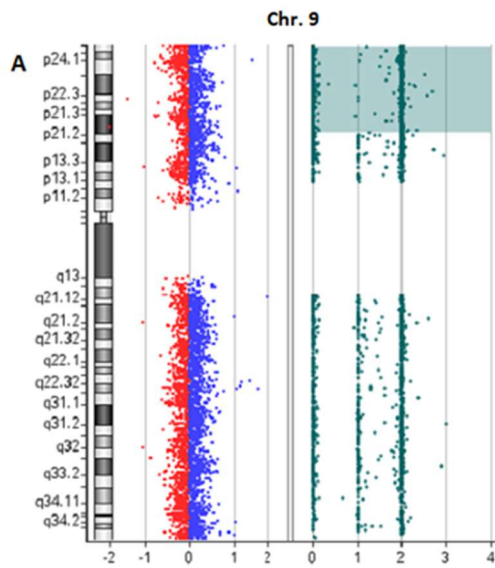 Chr. 9
A
p24.1
p22.3
p21.3
p21.2
p13.3
p13.1
p11.2
q13
q21.12
q21.2
q21.32
q22.1
q22.32
q31.1
q31.2
q32
q33.2
q34.11
q34.2
-2 -1 0 1 2 0 1 2 3 4